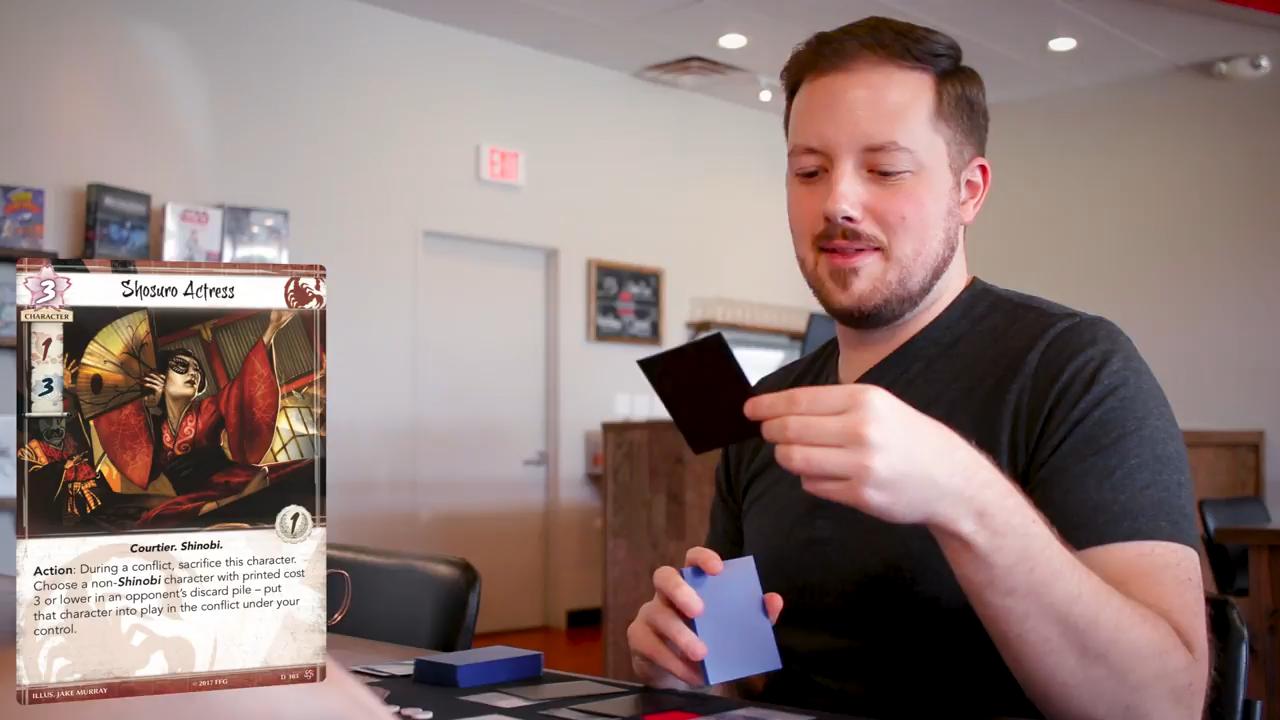 3
Shosuro Actress
CHARACTER
1
3
1
Courtier. Shinobi.
Action: During a conflict, sacrifice this character.
Choose a non-Shinobi character with printed cost
3 or lower in an opponent's discard pile – put
that character into play in the conflict under your
control.
ILLUS. JAKE MURRAY
© 2017 FFG